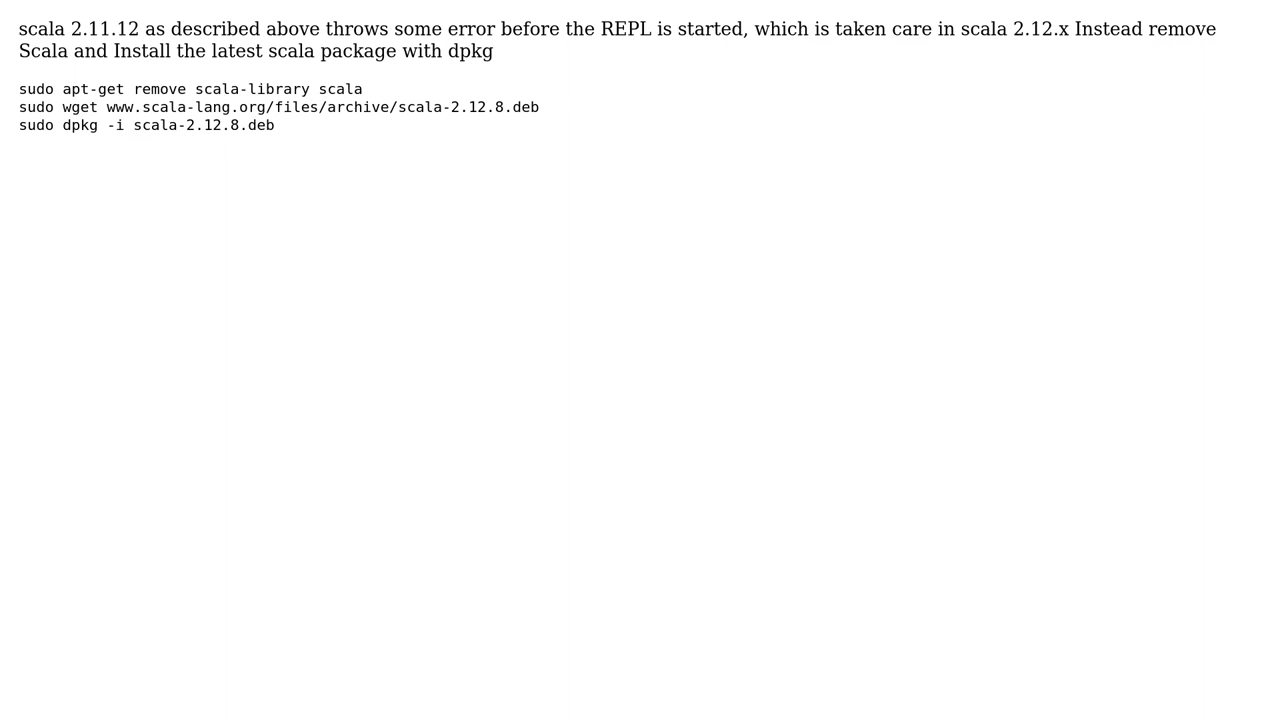 scala 2.11.12 as described above throws some error before the REPL is started, which is taken care in scala 2.12.x Instead remove
Scala and Install the latest scala package with dpkg
sudo apt-get remove scala-library scala
sudo wget www.scala-lang.org/files/archive/scala-2.12.8.deb
sudo dpkg -i scala-2.12.8.deb